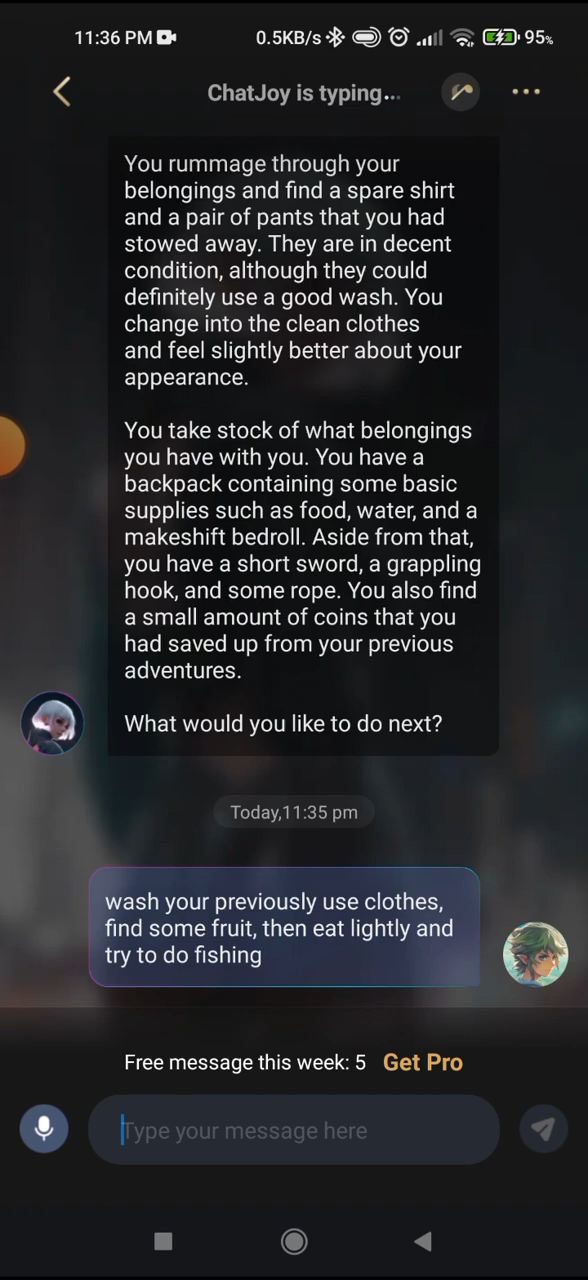 11:36 PM
0.5KB/s
95%
ChatJoy is typing...
You rummage through your
belongings and find a spare shirt
and a pair of pants that you had
stowed away. They are in decent
condition, although they could
definitely use a good wash. You
change into the clean clothes
and feel slightly better about your
appearance.
You take stock of what belongings
you have with you. You have a
backpack containing some basic
supplies such as food, water, and a
makeshift bedroll. Aside from that,
you have a short sword, a grappling
hook, and some rope. You also find
a small amount of coins that you
had saved up from your previous
adventures.
What would you like to do next?
Today,11:35 pm
wash your previously use clothes,
find some fruit, then eat lightly and
try to do fishing
Free message this week: 5 Get Pro
Type your message here